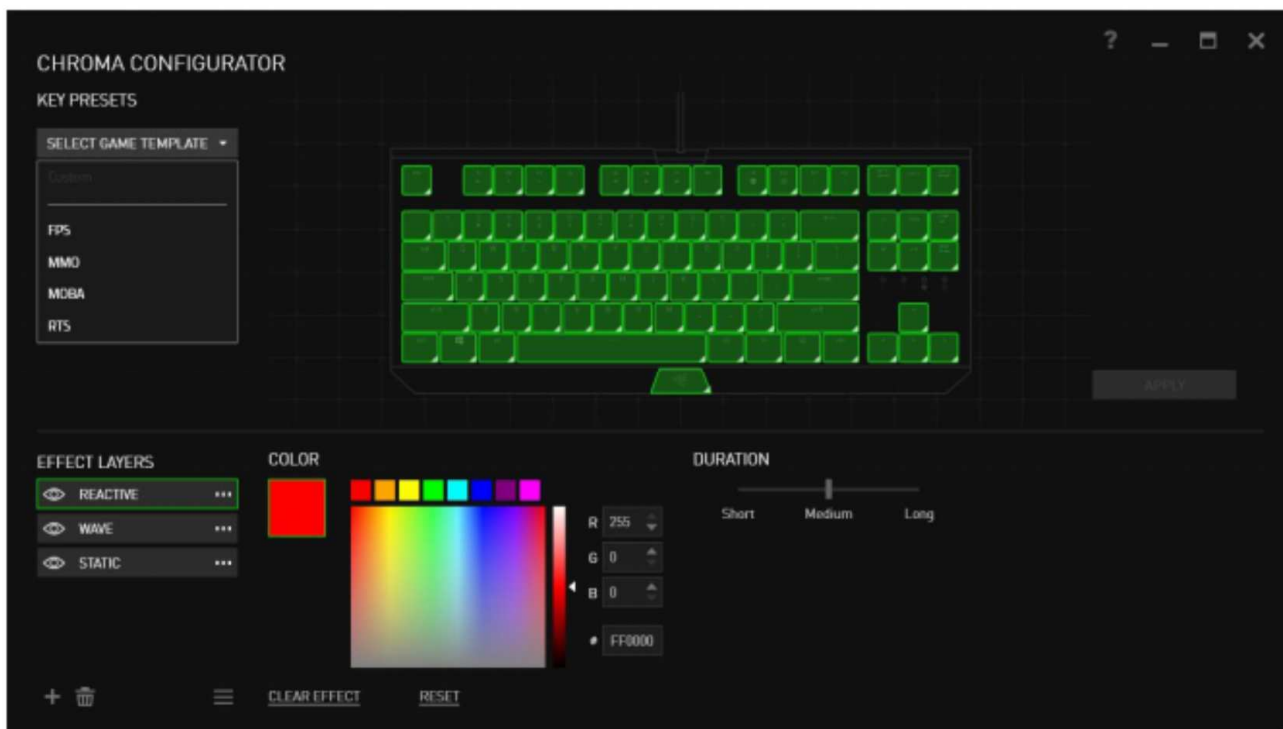 ?
CHROMA CONFIGURATOR
KEY PRESETS
SELECT GAME TEMPLATE
Custom
FPS
MMO
MOBA
RTS
APPLY
EFFECT LAYERS
REACTIVE
WAVE
STATIC
COLOR
R 255
G 0
B 0
# FF0000
CLEAR EFFECT RESET
DURATION
Short Medium Long